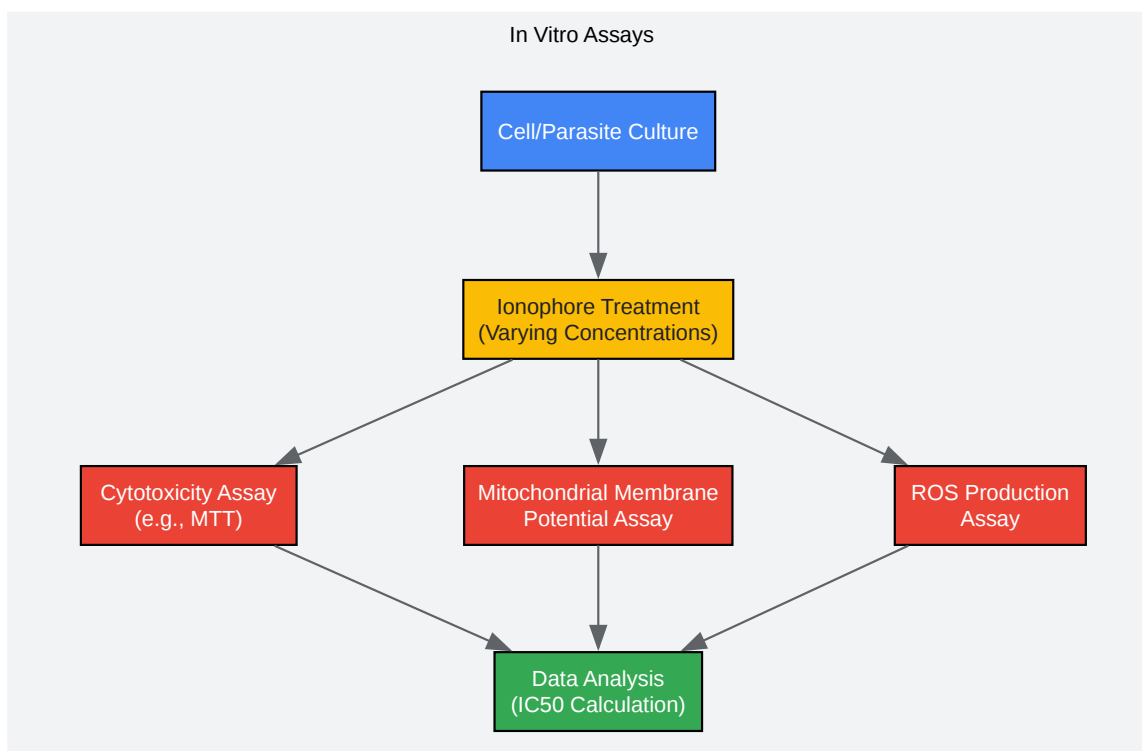 In Vitro Assays
Cell/Parasite Culture
Ionophore Treatment
(Varying Concentrations)
Cytotoxicity Assay
(e.g., MTT)
Mitochondrial Membrane
Potential Assay
ROS Production
Assay
Data Analysis
(IC50 Calculation)